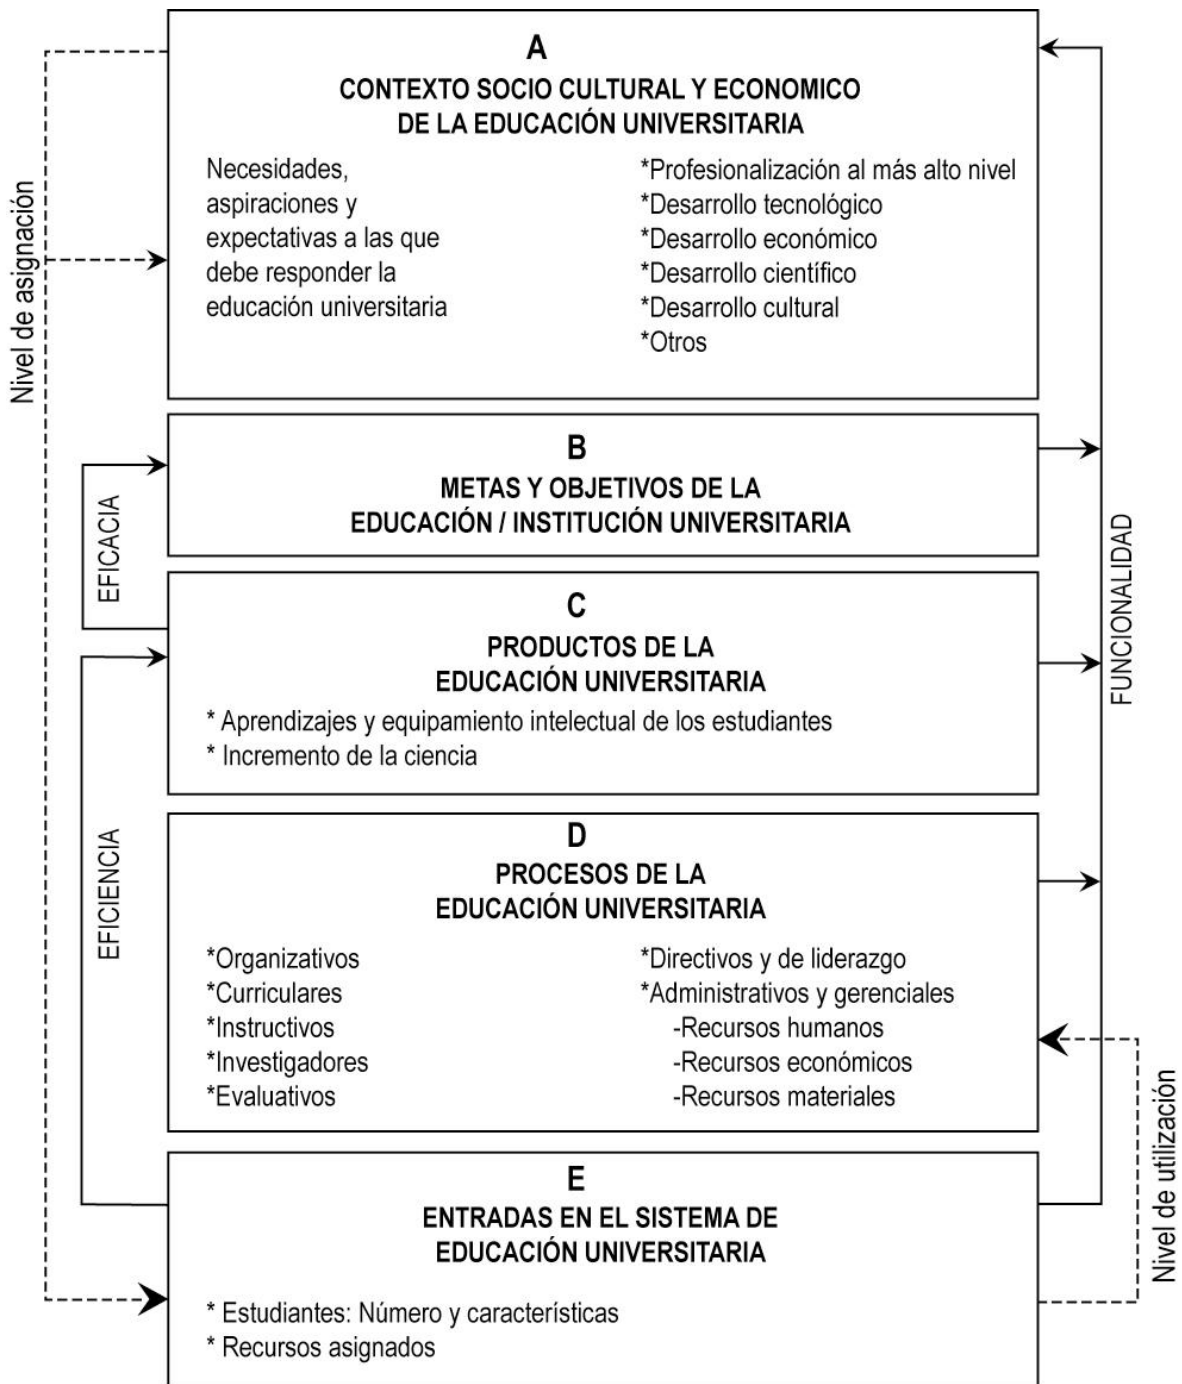 A
CONTEXTO SOCIO CULTURAL Y ECONOMICO
DE LA EDUCACIÓN UNIVERSITARIA
Necesidades,
aspiraciones y
expectativas a las que
debe responder la
educación universitaria
*Profesionalización al más alto nivel
*Desarrollo tecnológico
*Desarrollo económico
*Desarrollo científico
*Desarrollo cultural
*Otros
Nivel de asignación
B
METAS Y OBJETIVOS DE LA
EDUCACIÓN / INSTITUCIÓN UNIVERSITARIA
EFICACIA
FUNCIONALIDAD
C
PRODUCTOS DE LA
EDUCACIÓN UNIVERSITARIA
* Aprendizajes y equipamiento intelectual de los estudiantes
* Incremento de la ciencia
EFICIENCIA
D
PROCESOS DE LA
EDUCACIÓN UNIVERSITARIA
*Organizativos
*Curriculares
*Instructivos
*Investigadores
*Evaluativos
*Directivos y de liderazgo
*Administrativos y gerenciales
-Recursos humanos
-Recursos económicos
-Recursos materiales
Nivel de utilización
E
ENTRADAS EN EL SISTEMA DE
EDUCACIÓN UNIVERSITARIA
* Estudiantes: Número y características
* Recursos asignados